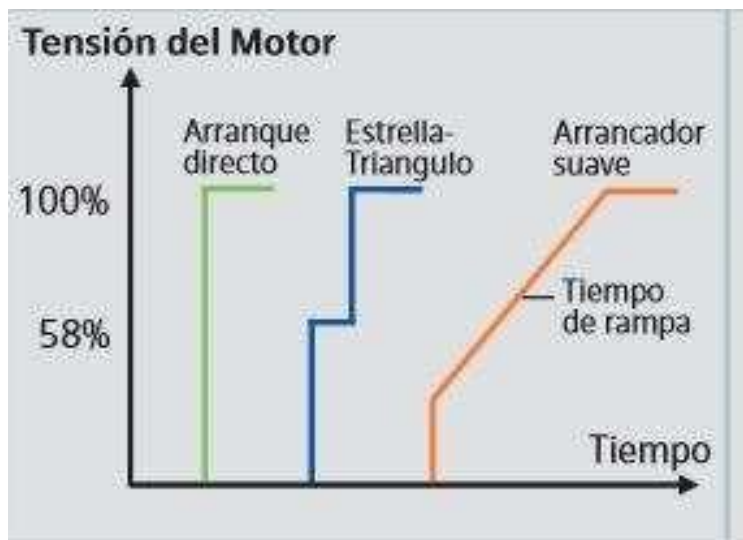 Tensión del Motor
Arranque
directo
Estrella-
Triangulo
Arrancador
suave
100%
58%
Tiempo
de rampa
Tiempo